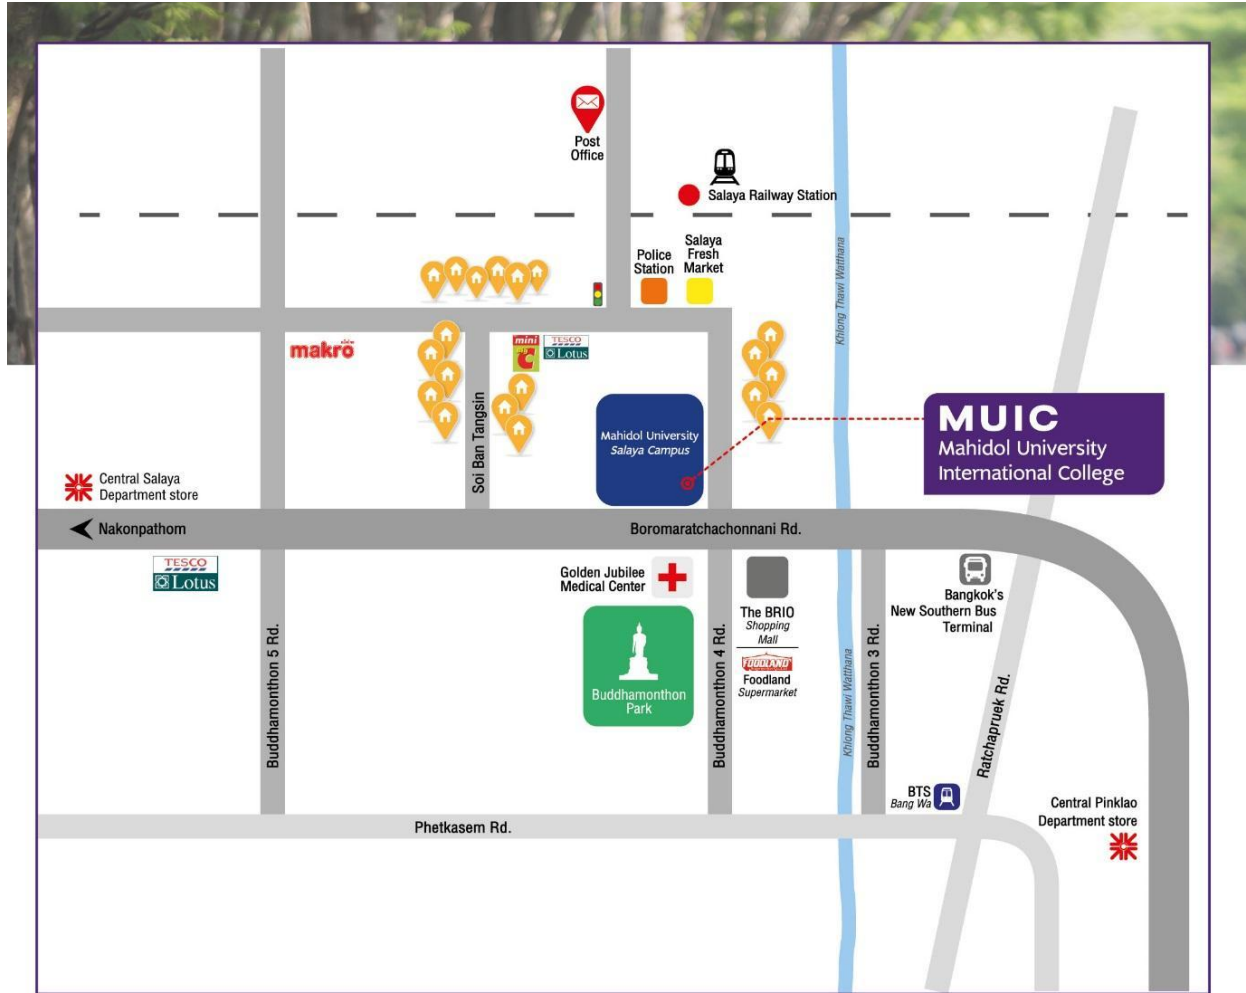 Post
Office
Salaya Railway Station
Police
Station
Salaya
Fresh
Market
Khlong Thawi Watthana
makro
mini
C
TESCO
Lotus
Soi Ban Tangsin
Mahidol University
Salaya Campus
MUIC
Mahidol University
International College
Central Salaya
Department store
Nakonpathom
Boromaratchachonnani Rd.
TESCO
Lotus
Golden Jubilee
Medical Center
The BRIO
Shopping
Mall
FOODLAND
Foodland
Supermarket
Bangkok's
New Southern Bus
Terminal
Buddhamonthon
Park
Buddhamonthon 5 Rd.
Buddhamonthon 4 Rd.
Khlong Thawi Watthana
Buddhamonthon 3 Rd.
Ratchapruek Rd.
BTS
Bang Wa
Central Pinklao
Department store
Phetkasem Rd.